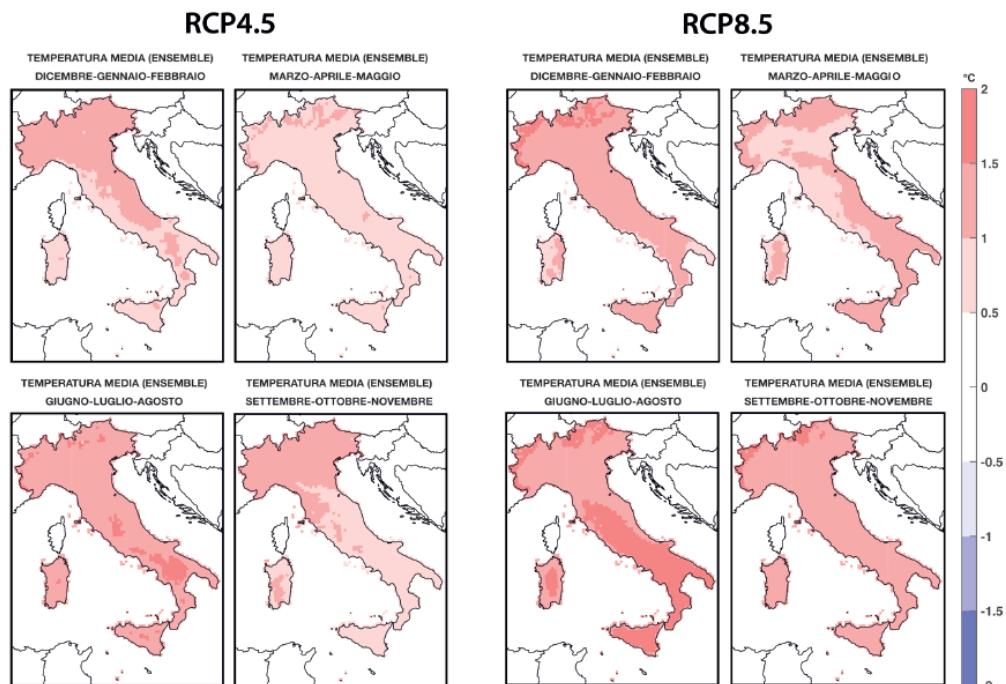 RCP4.5
RCP8.5
TEMPERATURA MEDIA (ENSEMBLE)
DICEMBRE-GENNAIO-FEBBRAIO
TEMPERATURA MEDIA (ENSEMBLE)
MARZO-APRILE-MAGGIO
TEMPERATURA MEDIA (ENSEMBLE)
DICEMBRE-GENNAIO-FEBBRAIO
TEMPERATURA MEDIA (ENSEMBLE)
MARZO-APRILE-MAGGIO
°C
2
1.5
1
0.5
0
-0.5
-1
-1.5
TEMPERATURA MEDIA (ENSEMBLE)
GIUGNO-LUGLIO-AGOSTO
TEMPERATURA MEDIA (ENSEMBLE)
SETTEMBRE-OTTOBRE-NOVEMBRE
TEMPERATURA MEDIA (ENSEMBLE)
GIUGNO-LUGLIO-AGOSTO
TEMPERATURA MEDIA (ENSEMBLE)
SETTEMBRE-OTTOBRE-NOVEMBRE